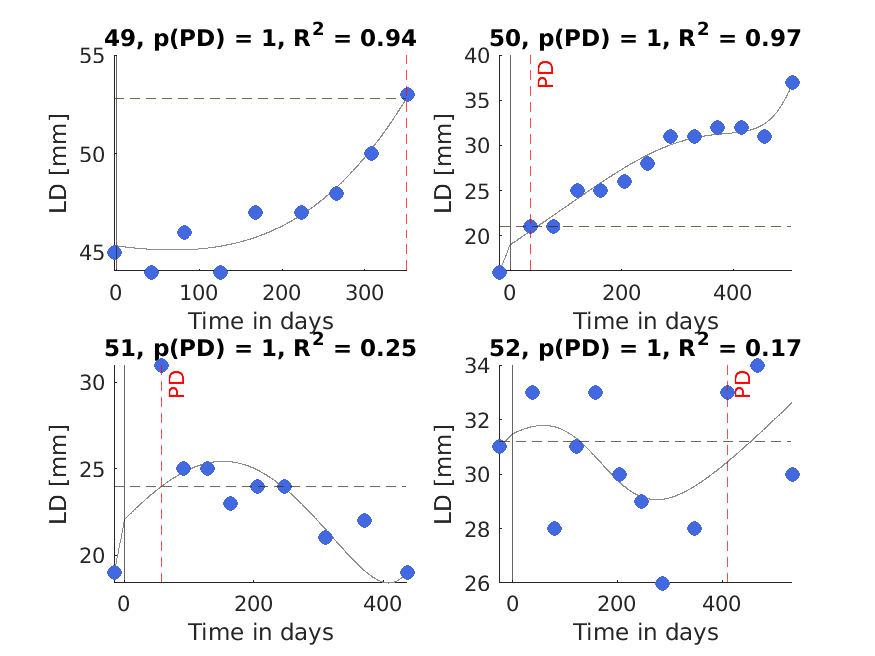 49, p(PD) = 1, R² = 0.94
55
50
45
LD [mm]
0 100 200 300
Time in days
50, p(PD) = 1, R² = 0.97
PD
40
35
30
25
20
LD [mm]
0 200 400
Time in days
51, p(PD) = 1, R² = 0.25
PD
30
25
20
LD [mm]
0 200 400
Time in days
52, p(PD) = 1, R² = 0.17
PD
34
32
30
28
26
LD [mm]
0 200 400
Time in days